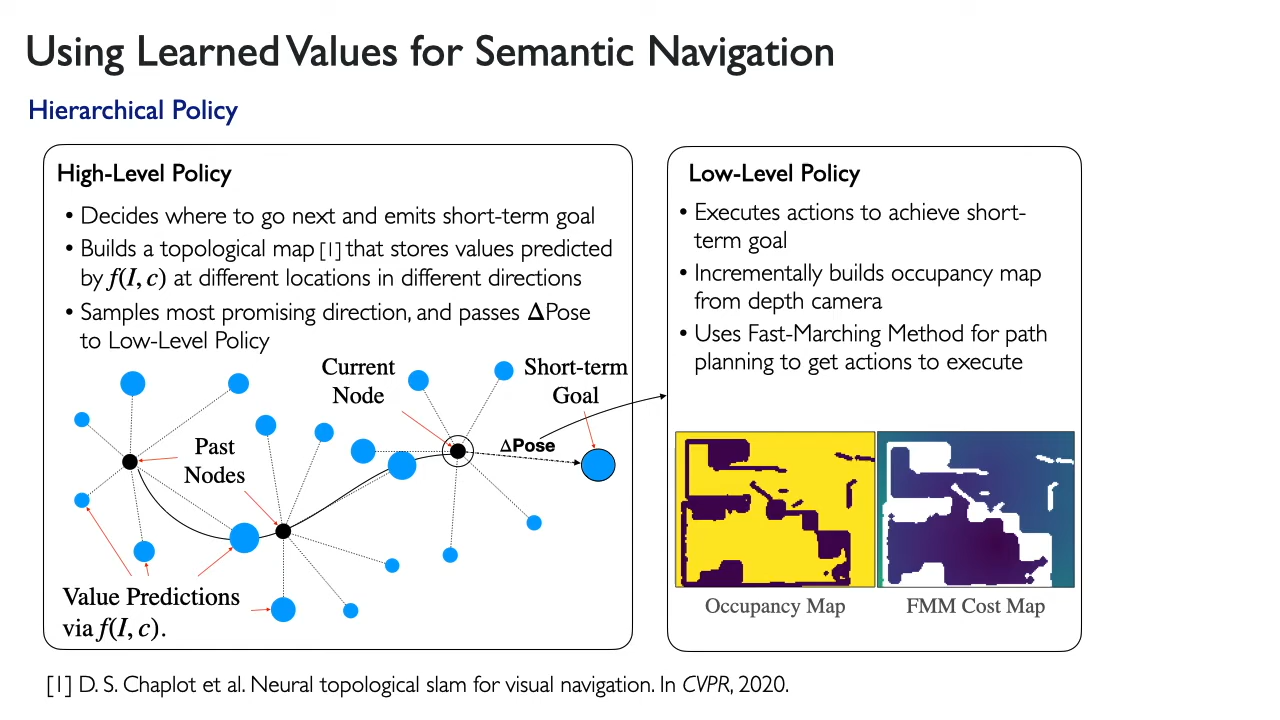 Using Learned Values for Semantic Navigation
Hierarchical Policy
High-Level Policy
• Decides where to go next and emits short-term goal
• Builds a topological map [1] that stores values predicted
by f(I, c) at different locations in different directions
• Samples most promising direction, and passes ΔPose
to Low-Level Policy
Current
Node
Short-term
Goal
Past
Nodes
ΔPose
Value Predictions
via f(I, c).
Low-Level Policy
• Executes actions to achieve short-
term goal
• Incrementally builds occupancy map
from depth camera
• Uses Fast-Marching Method for path
planning to get actions to execute
Occupancy Map
FMM Cost Map
[1] D. S. Chaplot et al. Neural topological slam for visual navigation. In CVPR, 2020.